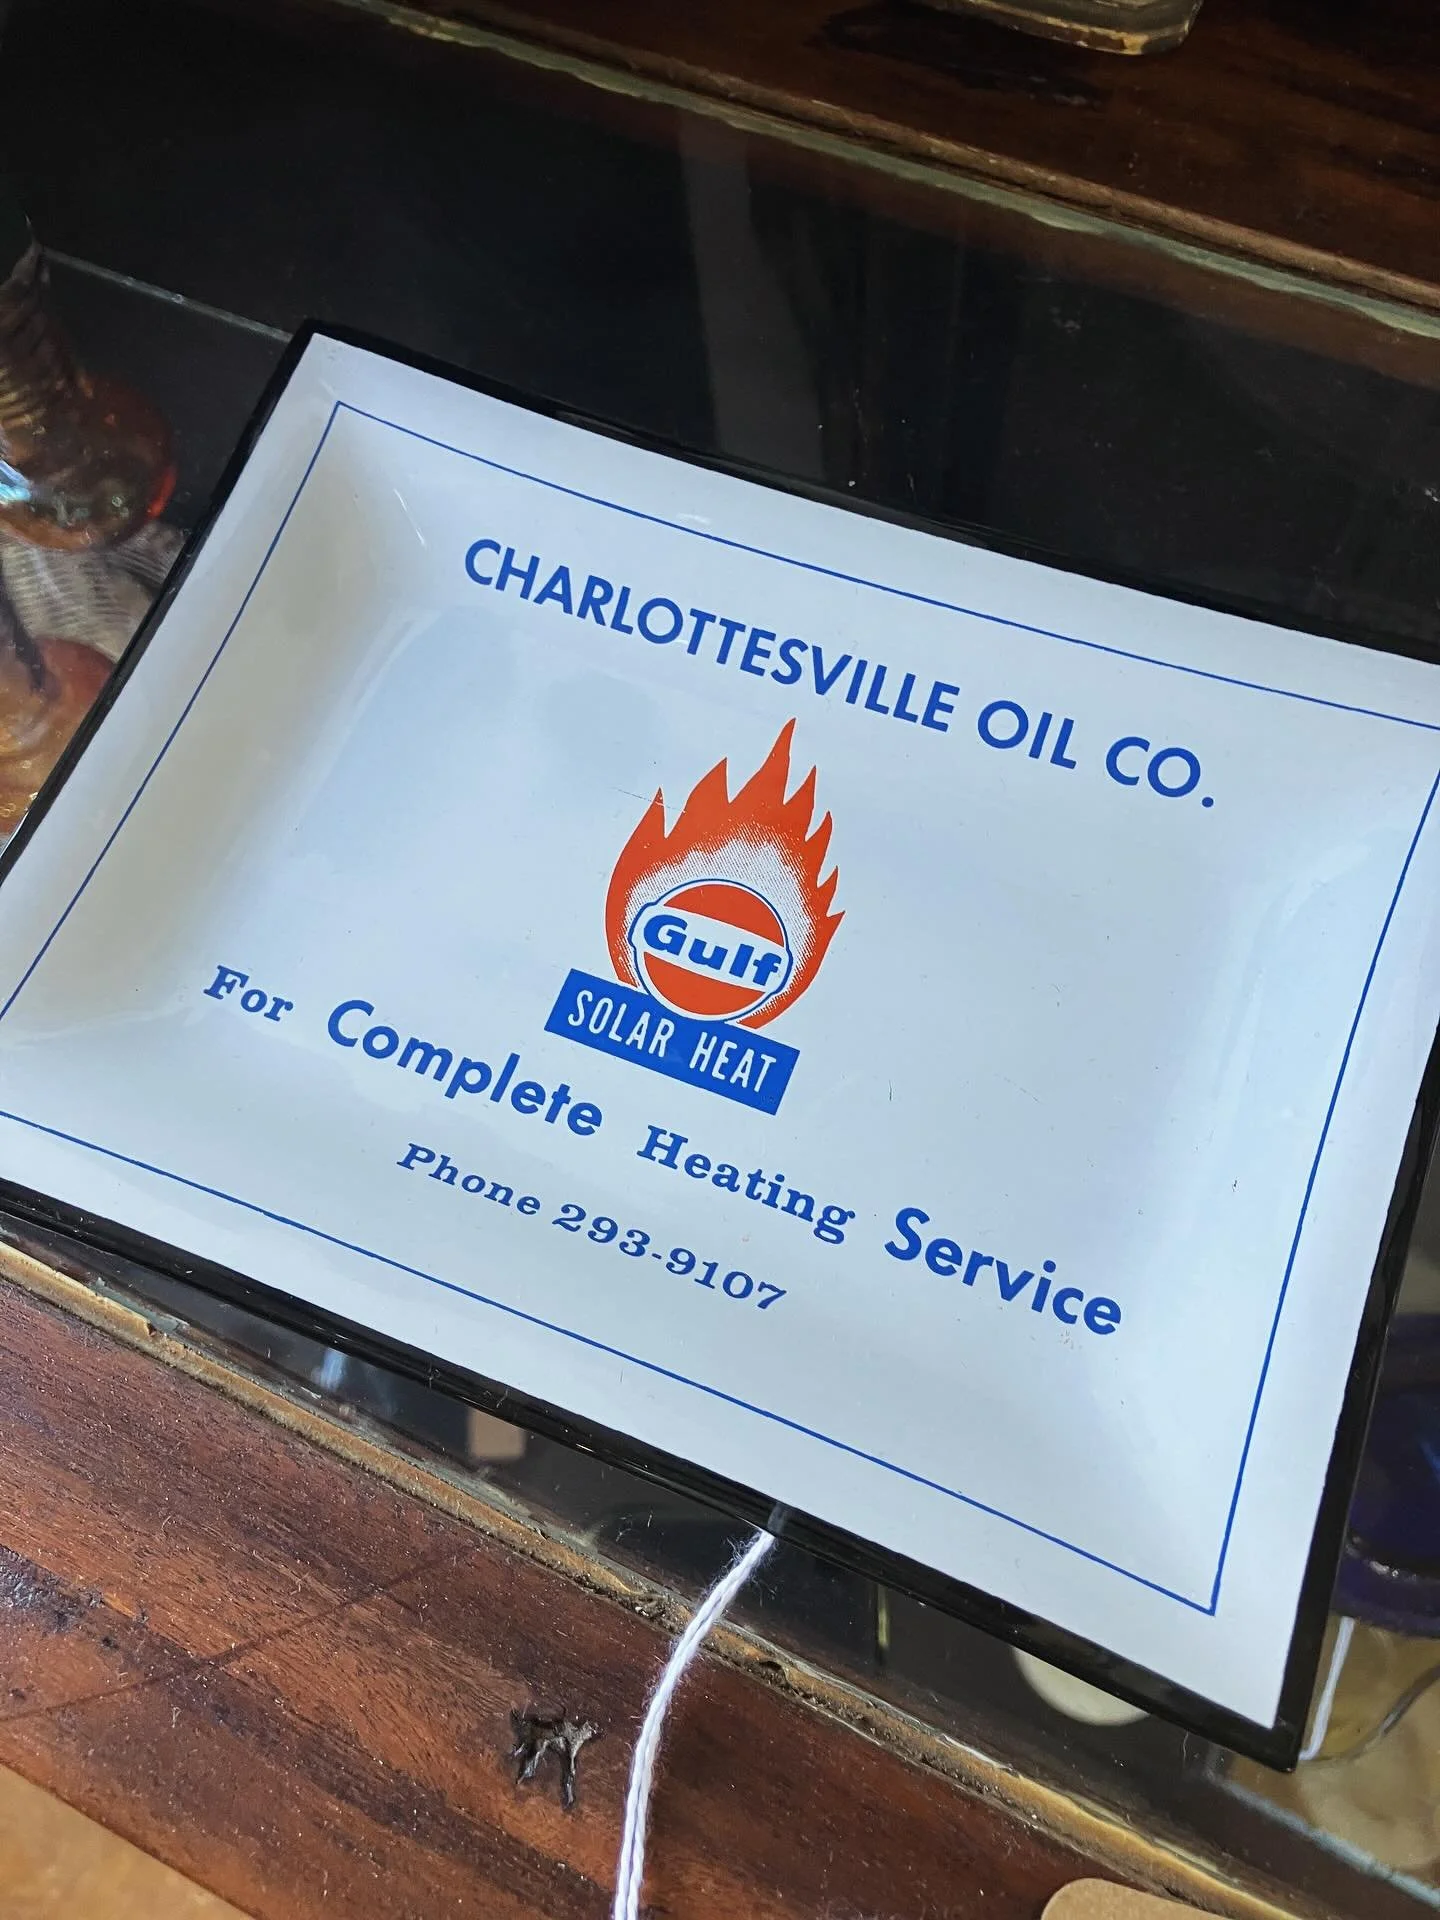 CHARLOTTESVILLE OIL CO.
Gulf
SOLAR HEAT
For Complete Heating Service
Phone 293-9107